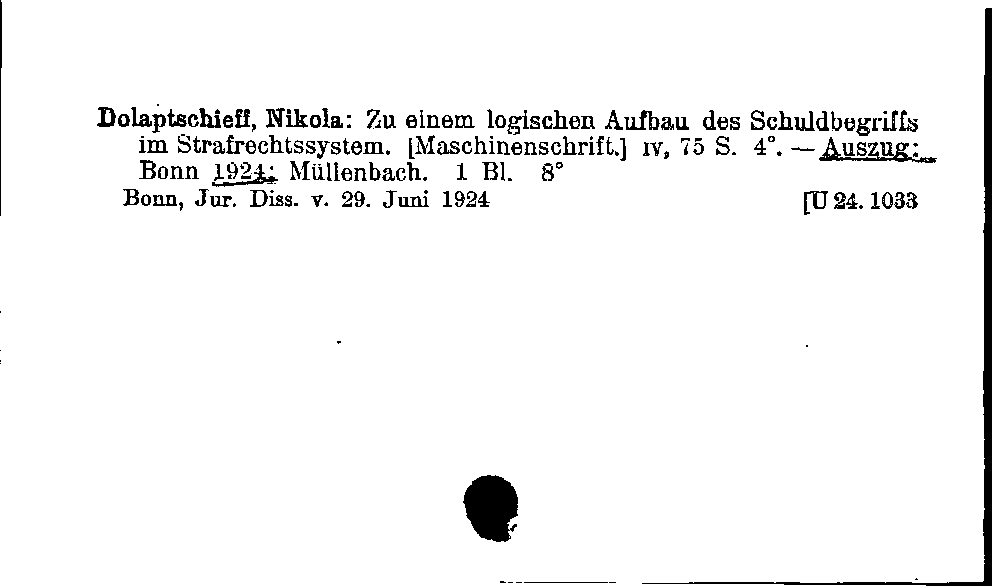 Dolaptschieff, Nikola: Zu einem logischen Aufbau des Schuldbegriffs
im Strafrechtssystem. [Maschinenschrift.] IV, 75 S. 4°. — Auszug:
Bonn 1924: Müllenbach. 1 Bl. 8°
Bonn, Jur. Diss. v. 29. Juni 1924 [U 24. 1033